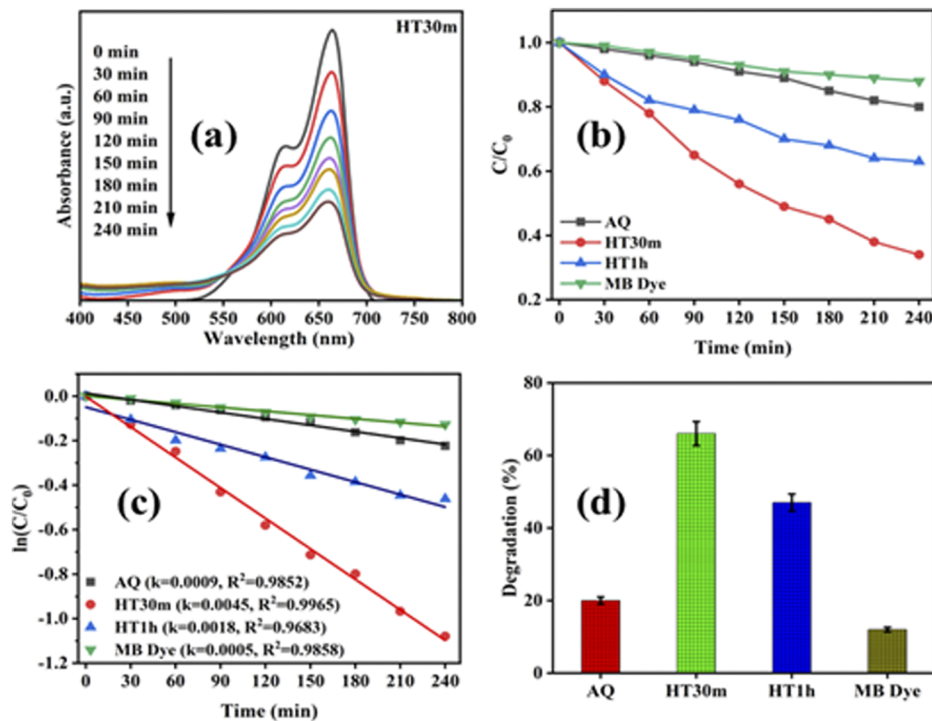 HT30m
0 min
30 min
60 min
90 min
120 min
150 min
180 min
210 min
240 min
(a)
Absorbance (a.u.)
400 450 500 550 600 650 700 750 800
Wavelength (nm)
(b)
C/C0
1.0
0.8
0.6
0.4
0.2
AQ
HT30m
HT1h
MB Dye
0 30 60 90 120 150 180 210 240
Time (min)
(c)
ln(C/C0)
0.0
-0.2
-0.4
-0.6
-0.8
-1.0
-1.2
AQ (k=0.0009, R²=0.9852)
HT30m (k=0.0045, R²=0.9965)
HT1h (k=0.0018, R²=0.9683)
MB Dye (k=0.0005, R²=0.9858)
0 30 60 90 120 150 180 210 240
Time (min)
(d)
Degradation (%)
80
60
40
20
0
AQ HT30m HT1h MB Dye